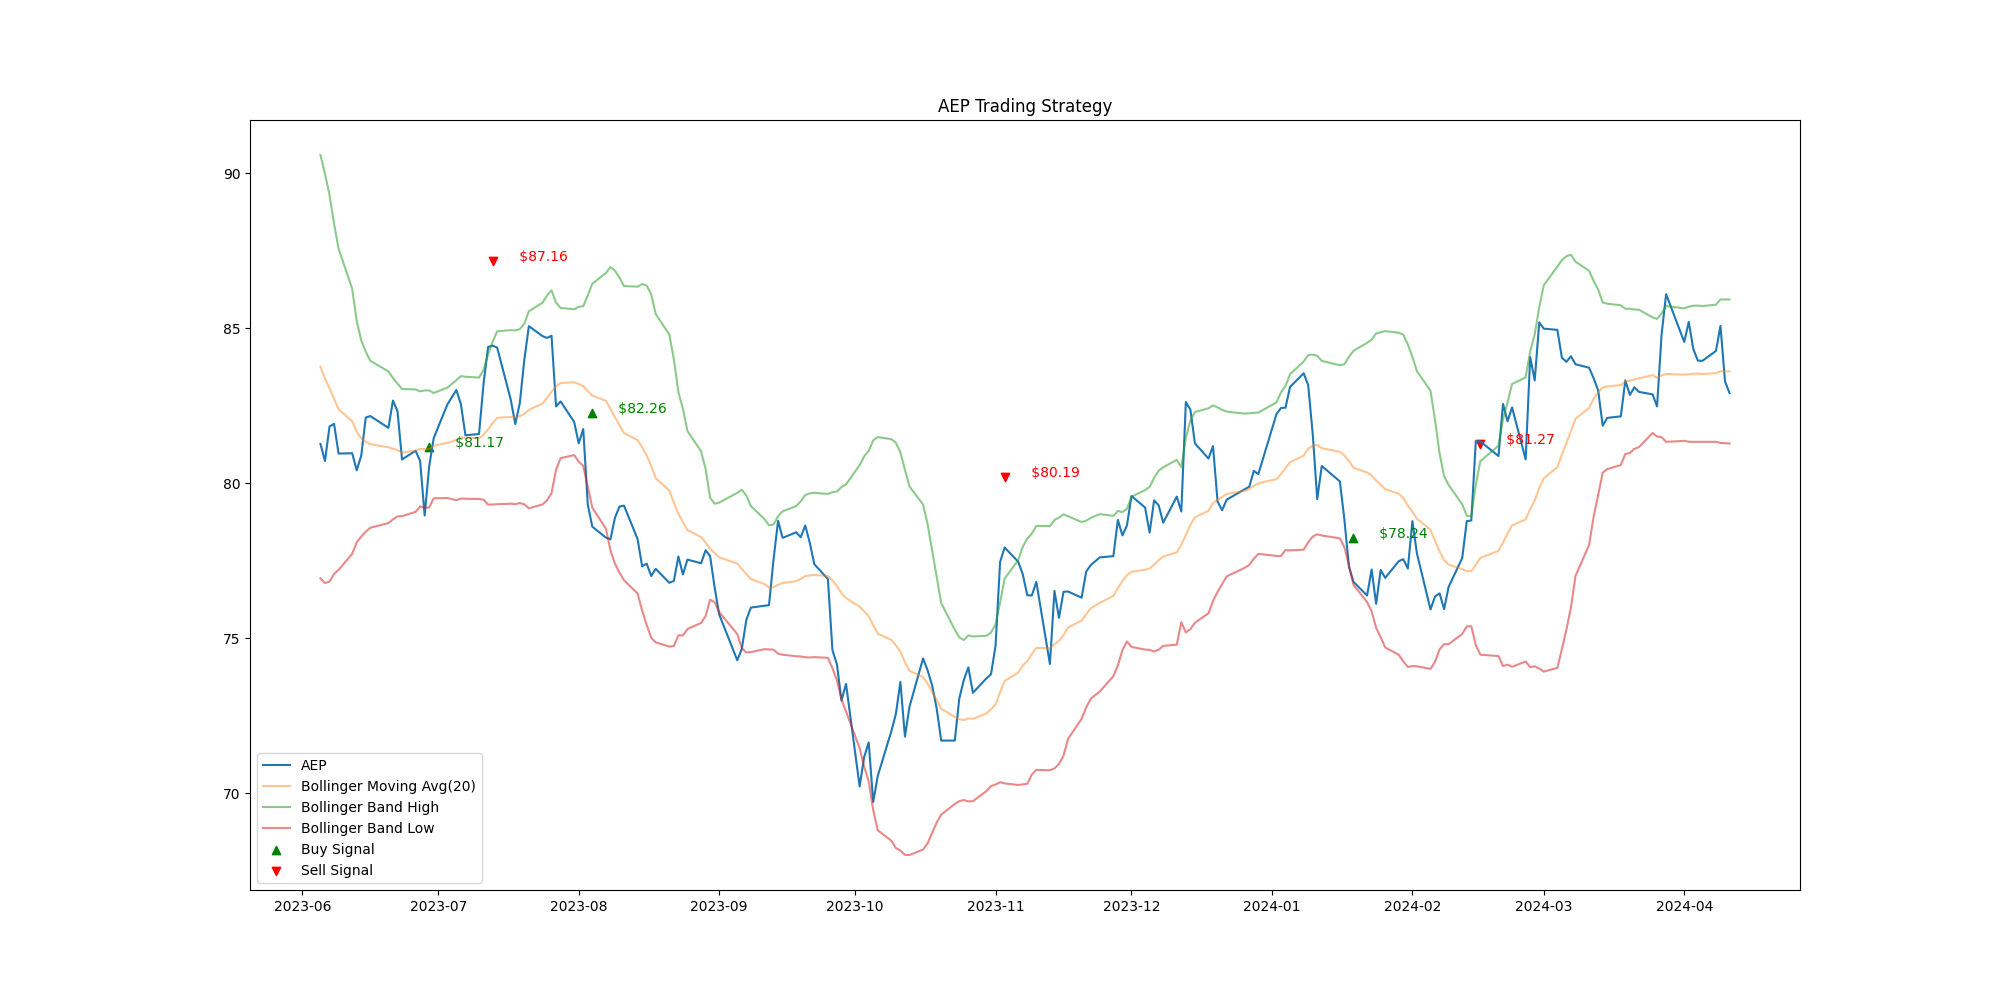 AEP Trading Strategy
90
85
80
75
70
$87.16
$82.26
$81.17
$80.19
$81.27
$78.24
AEP
Bollinger Moving Avg(20)
Bollinger Band High
Bollinger Band Low
Buy Signal
Sell Signal
2023-06 2023-07 2023-08 2023-09 2023-10 2023-11 2023-12 2024-01 2024-02 2024-03 2024-04